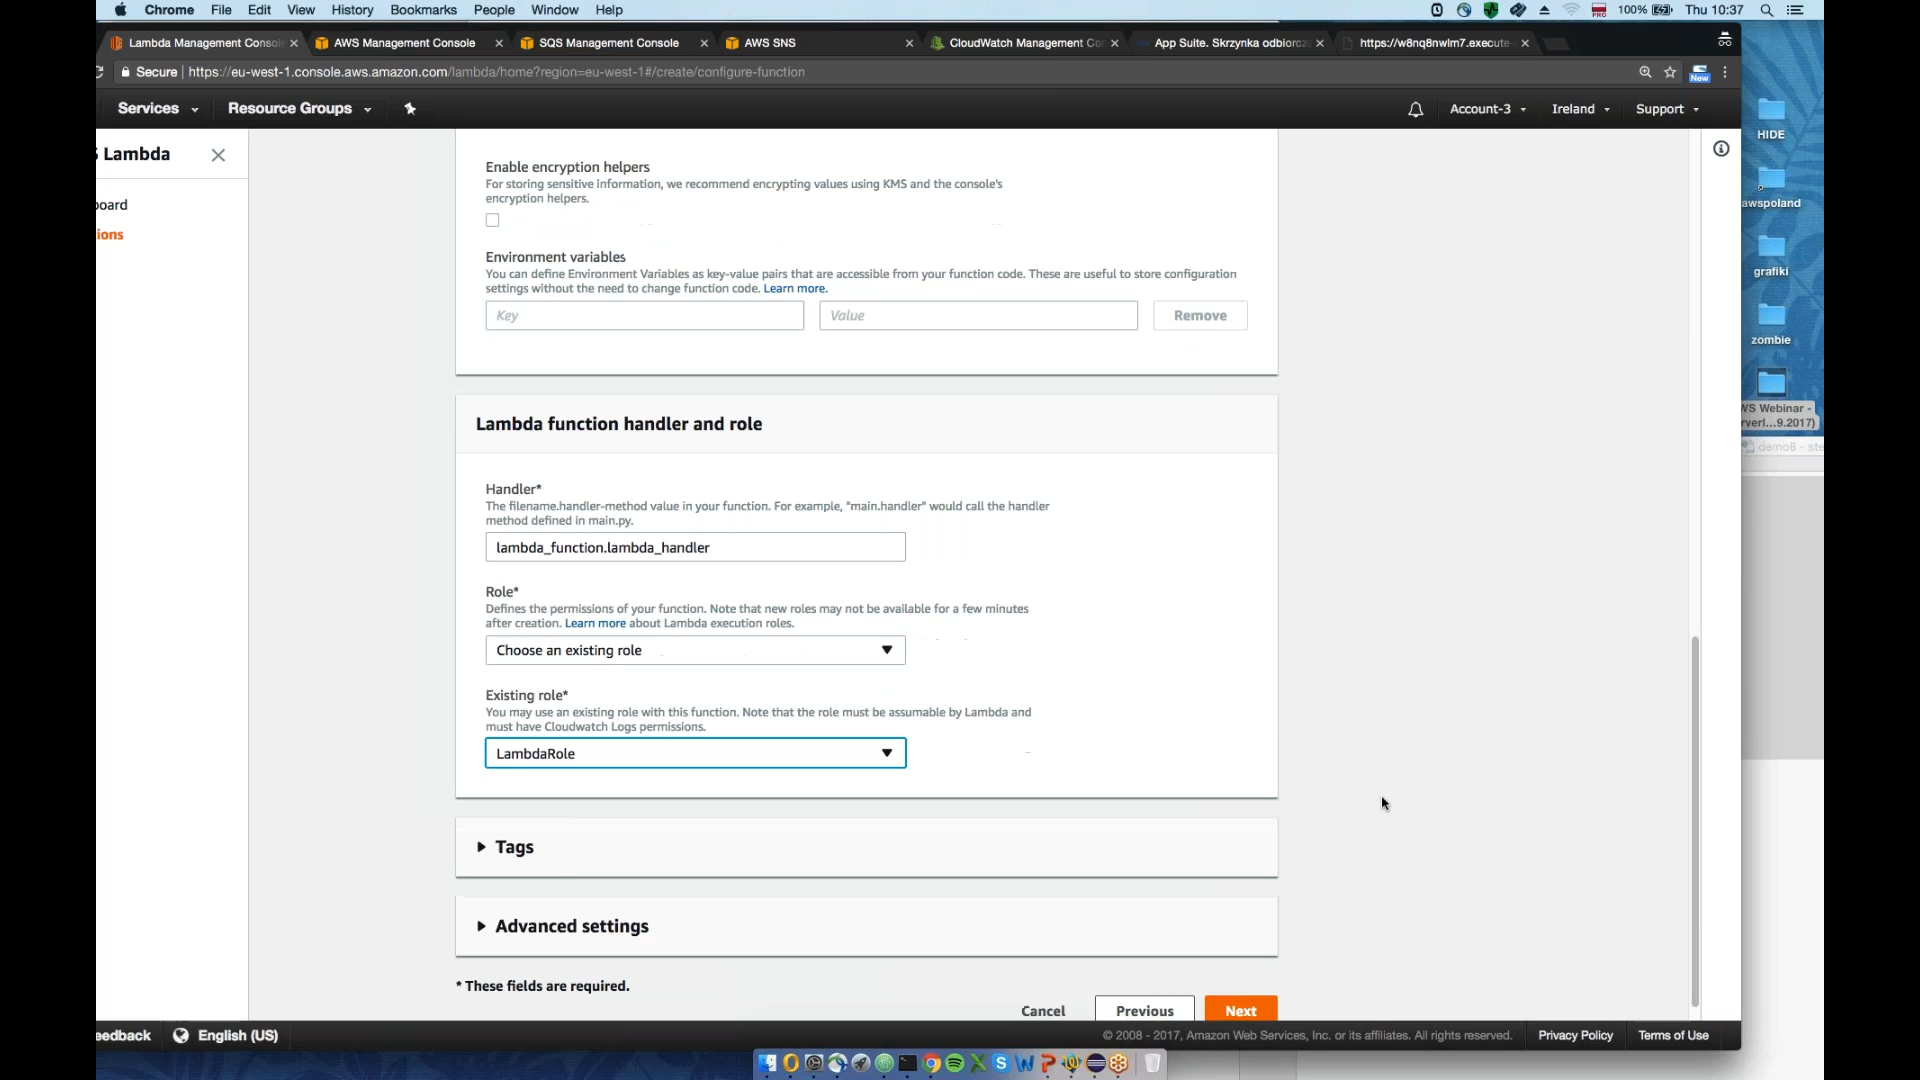 Chrome File Edit View History Bookmarks People Window Help 100% Thu 10:37
Lambda Management Consol AWS Management Console SQS Management Console AWS SNS CloudWatch Management Co App Suite. Skrzynka odbiorcz https://w8nq8nwlm7.execute-
Secure https://eu-west-1.console.aws.amazon.com/lambda/home?region=eu-west-1#/create/configure-function New
Services Resource Groups Account-3 Ireland Support
HIDE
awspoland
grafiki
zombie
WS Webinar -
rverl...9.2017)
demo8 - ste
S Lambda
board
ions
Enable encryption helpers
For storing sensitive information, we recommend encrypting values using KMS and the console's
encryption helpers.
Environment variables
You can define Environment Variables as key-value pairs that are accessible from your function code. These are useful to store configuration
settings without the need to change function code. Learn more.
Key Value Remove
Lambda function handler and role
Handler*
The filename.handler-method value in your function. For example, "main.handler" would call the handler
method defined in main.py.
lambda_function.lambda_handler
Role*
Defines the permissions of your function. Note that new roles may not be available for a few minutes
after creation. Learn more about Lambda execution roles.
Choose an existing role
Existing role*
You may use an existing role with this function. Note that the role must be assumable by Lambda and
must have Cloudwatch Logs permissions.
LambdaRole
Tags
Advanced settings
* These fields are required.
Cancel Previous Next
eedback English (US) © 2008 - 2017, Amazon Web Services, Inc. or its affiliates. All rights reserved. Privacy Policy Terms of Use